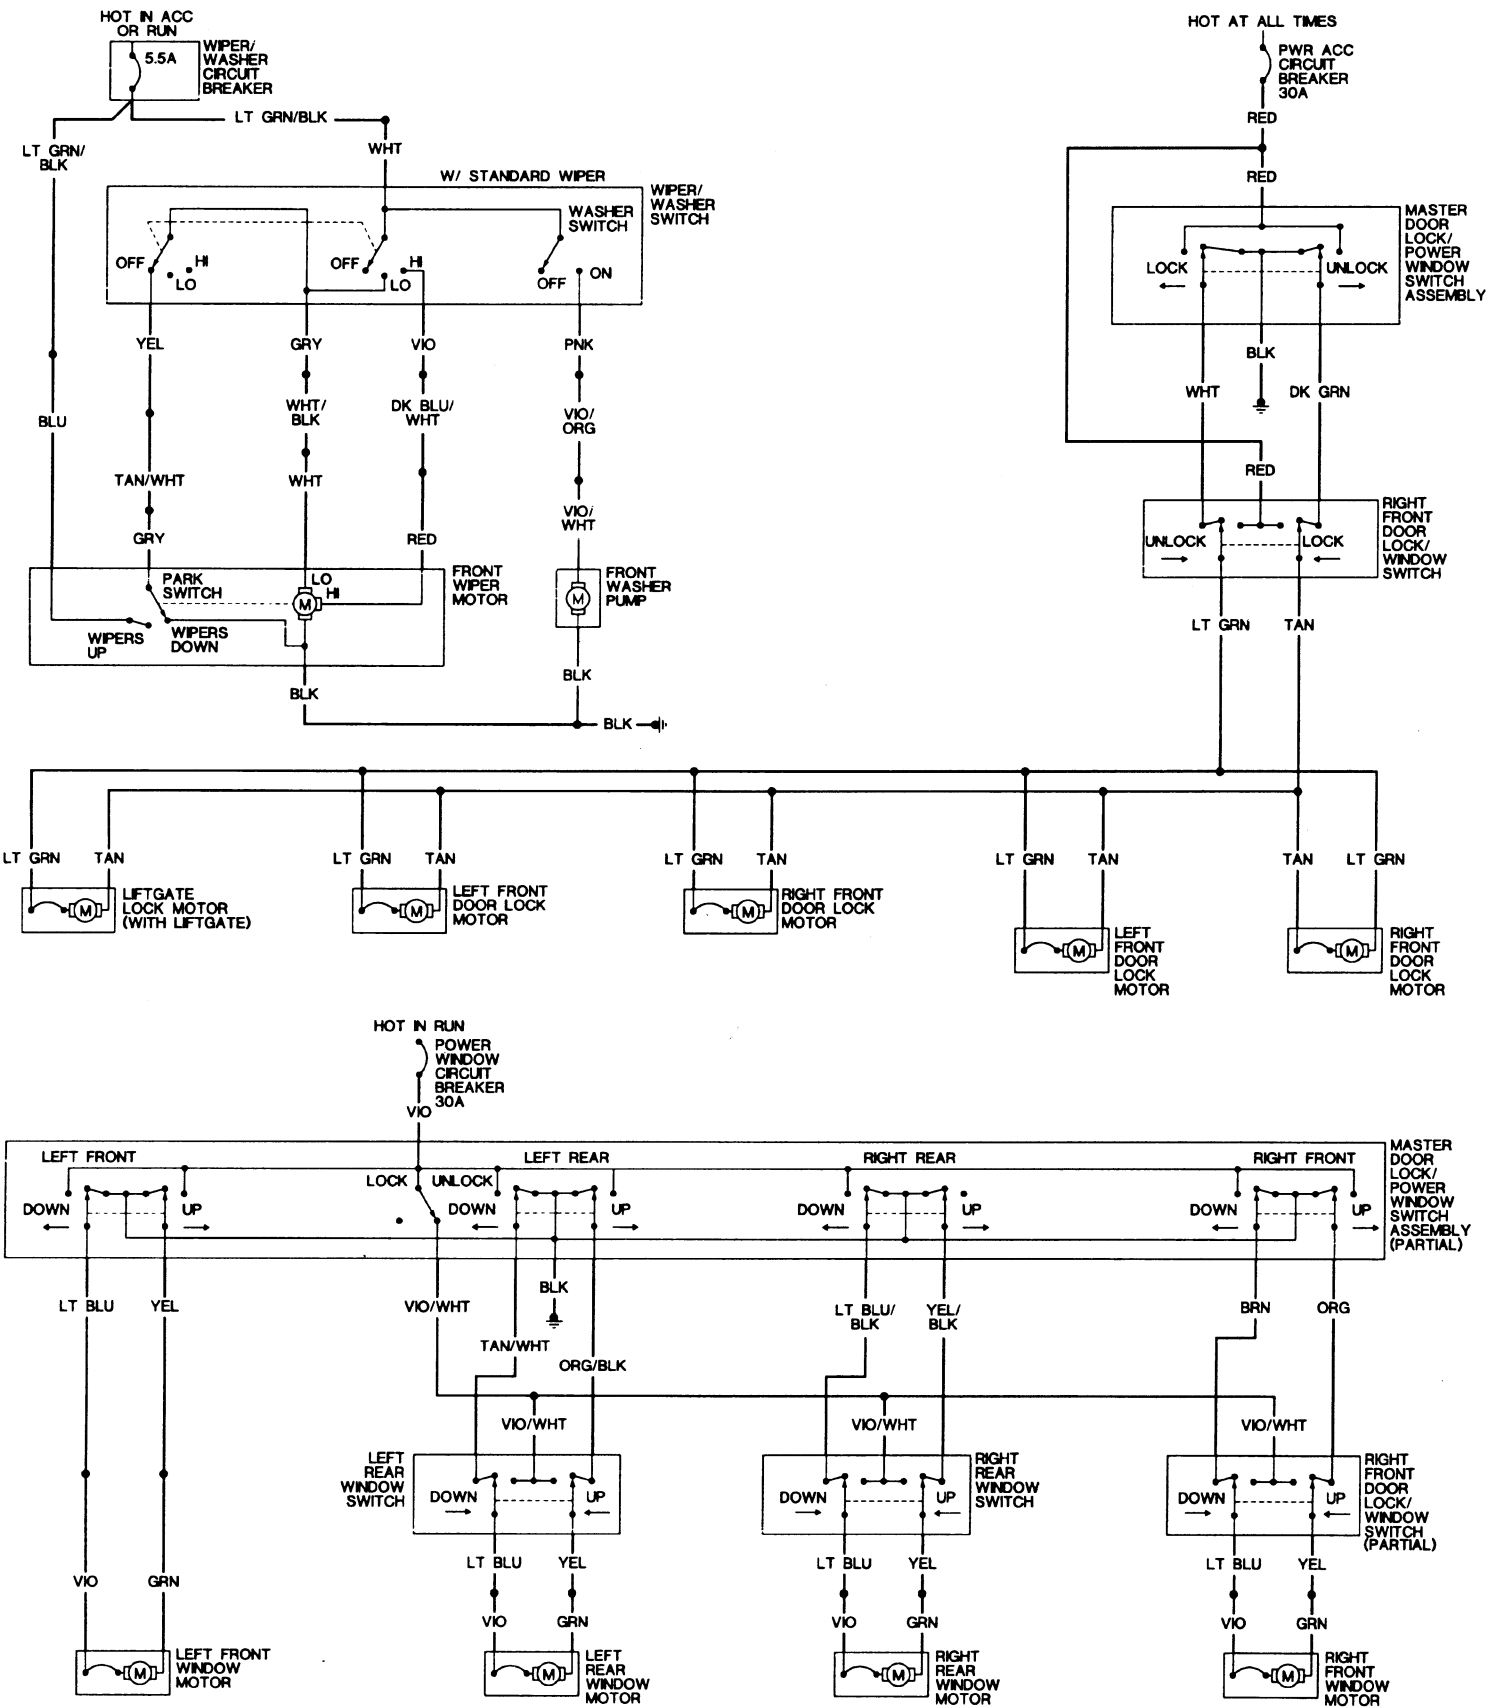 HOT IN ACC
OR RUN
5.5A
WIPER/
WASHER
CIRCUIT
BREAKER
LT GRN/BLK
LT GRN/
BLK
WHT
W/ STANDARD WIPER
WIPER/
WASHER
SWITCH
WASHER
SWITCH
OFF
HI
LO
OFF
HI
LO
OFF
ON
YEL
GRY
VIO
PNK
BLU
WHT/
BLK
DK BLU/
WHT
VIO/
ORG
TAN/WHT
WHT
VIO/
WHT
GRY
RED
PARK
SWITCH
LO
HI
M
FRONT
WIPER
MOTOR
WIPERS
UP
WIPERS
DOWN
M
FRONT
WASHER
PUMP
BLK
BLK
BLK
HOT AT ALL TIMES
PWR ACC
CIRCUIT
BREAKER
30A
RED
RED
MASTER
DOOR
LOCK/
POWER
WINDOW
SWITCH
ASSEMBLY
LOCK
UNLOCK
BLK
WHT
DK GRN
RED
RIGHT
FRONT
DOOR
LOCK/
WINDOW
SWITCH
UNLOCK
LOCK
LT GRN
TAN
LT GRN
TAN
LT GRN
TAN
LT GRN
TAN
LT GRN
TAN
TAN
LT GRN
M
LIFTGATE
LOCK MOTOR
(WITH LIFTGATE)
M
LEFT FRONT
DOOR LOCK
MOTOR
M
RIGHT FRONT
DOOR LOCK
MOTOR
M
LEFT
FRONT
DOOR
LOCK
MOTOR
M
RIGHT
FRONT
DOOR
LOCK
MOTOR
HOT IN RUN
POWER
WINDOW
CIRCUIT
BREAKER
30A
VIO
MASTER
DOOR
LOCK/
POWER
WINDOW
SWITCH
ASSEMBLY
(PARTIAL)
LEFT FRONT
LOCK
UNLOCK
LEFT REAR
RIGHT REAR
RIGHT FRONT
DOWN
UP
DOWN
UP
DOWN
UP
DOWN
UP
LT BLU
YEL
VIO/WHT
BLK
TAN/WHT
ORG/BLK
LT BLU/
BLK
YEL/
BLK
BRN
ORG
VIO/WHT
VIO/WHT
VIO/WHT
LEFT
REAR
WINDOW
SWITCH
DOWN
UP
RIGHT
REAR
WINDOW
SWITCH
DOWN
UP
RIGHT
FRONT
DOOR
LOCK/
WINDOW
SWITCH
(PARTIAL)
DOWN
UP
LT BLU
YEL
LT BLU
YEL
LT BLU
YEL
VIO
GRN
VIO
GRN
VIO
GRN
VIO
GRN
M
LEFT FRONT
WINDOW
MOTOR
M
LEFT
REAR
WINDOW
MOTOR
M
RIGHT
REAR
WINDOW
MOTOR
M
RIGHT
FRONT
WINDOW
MOTOR